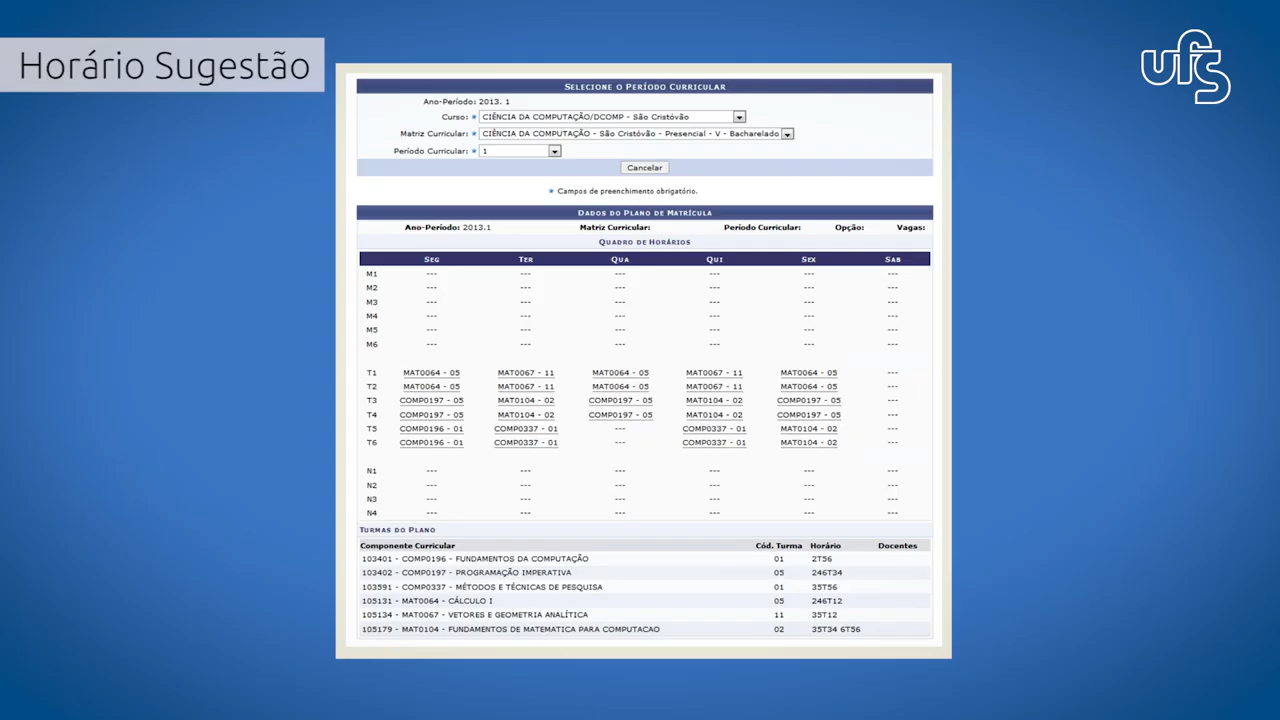 Horário Sugestão
ufs
SELECIONE O PERÍODO CURRICULAR
Ano-Período: 2013. 1
Curso: * CIÊNCIA DA COMPUTAÇÃO/DCOMP - São Cristóvão
Matriz Curricular: * CIÊNCIA DA COMPUTAÇÃO - São Cristóvão - Presencial - V - Bacharelado
Período Curricular: * 1
Cancelar
* Campos de preenchimento obrigatório.
DADOS DO PLANO DE MATRÍCULA
Ano-Período: 2013.1 Matriz Curricular: Período Curricular: Opção: Vagas:
QUADRO DE HORÁRIOS
SEG TER QUA QUI SEX SAB
M1 --- --- --- --- --- ---
M2 --- --- --- --- --- ---
M3 --- --- --- --- --- ---
M4 --- --- --- --- --- ---
M5 --- --- --- --- --- ---
M6 --- --- --- --- --- ---
T1 MAT0064 - 05 MAT0067 - 11 MAT0064 - 05 MAT0067 - 11 MAT0064 - 05 ---
T2 MAT0064 - 05 MAT0067 - 11 MAT0064 - 05 MAT0067 - 11 MAT0064 - 05 ---
T3 COMP0197 - 05 MAT0104 - 02 COMP0197 - 05 MAT0104 - 02 COMP0197 - 05 ---
T4 COMP0197 - 05 MAT0104 - 02 COMP0197 - 05 MAT0104 - 02 COMP0197 - 05 ---
T5 COMP0196 - 01 COMP0337 - 01 --- COMP0337 - 01 MAT0104 - 02 ---
T6 COMP0196 - 01 COMP0337 - 01 --- COMP0337 - 01 MAT0104 - 02 ---
N1 --- --- --- --- --- ---
N2 --- --- --- --- --- ---
N3 --- --- --- --- --- ---
N4 --- --- --- --- --- ---
TURMAS DO PLANO
Componente Curricular Cód. Turma Horário Docentes
103401 - COMP0196 - FUNDAMENTOS DA COMPUTAÇÃO 01 2T56
103402 - COMP0197 - PROGRAMAÇÃO IMPERATIVA 05 246T34
103591 - COMP0337 - MÉTODOS E TÉCNICAS DE PESQUISA 01 35T56
105131 - MAT0064 - CÁLCULO I 05 246T12
105134 - MAT0067 - VETORES E GEOMETRIA ANALÍTICA 11 35T12
105179 - MAT0104 - FUNDAMENTOS DE MATEMATICA PARA COMPUTACAO 02 35T34 6T56